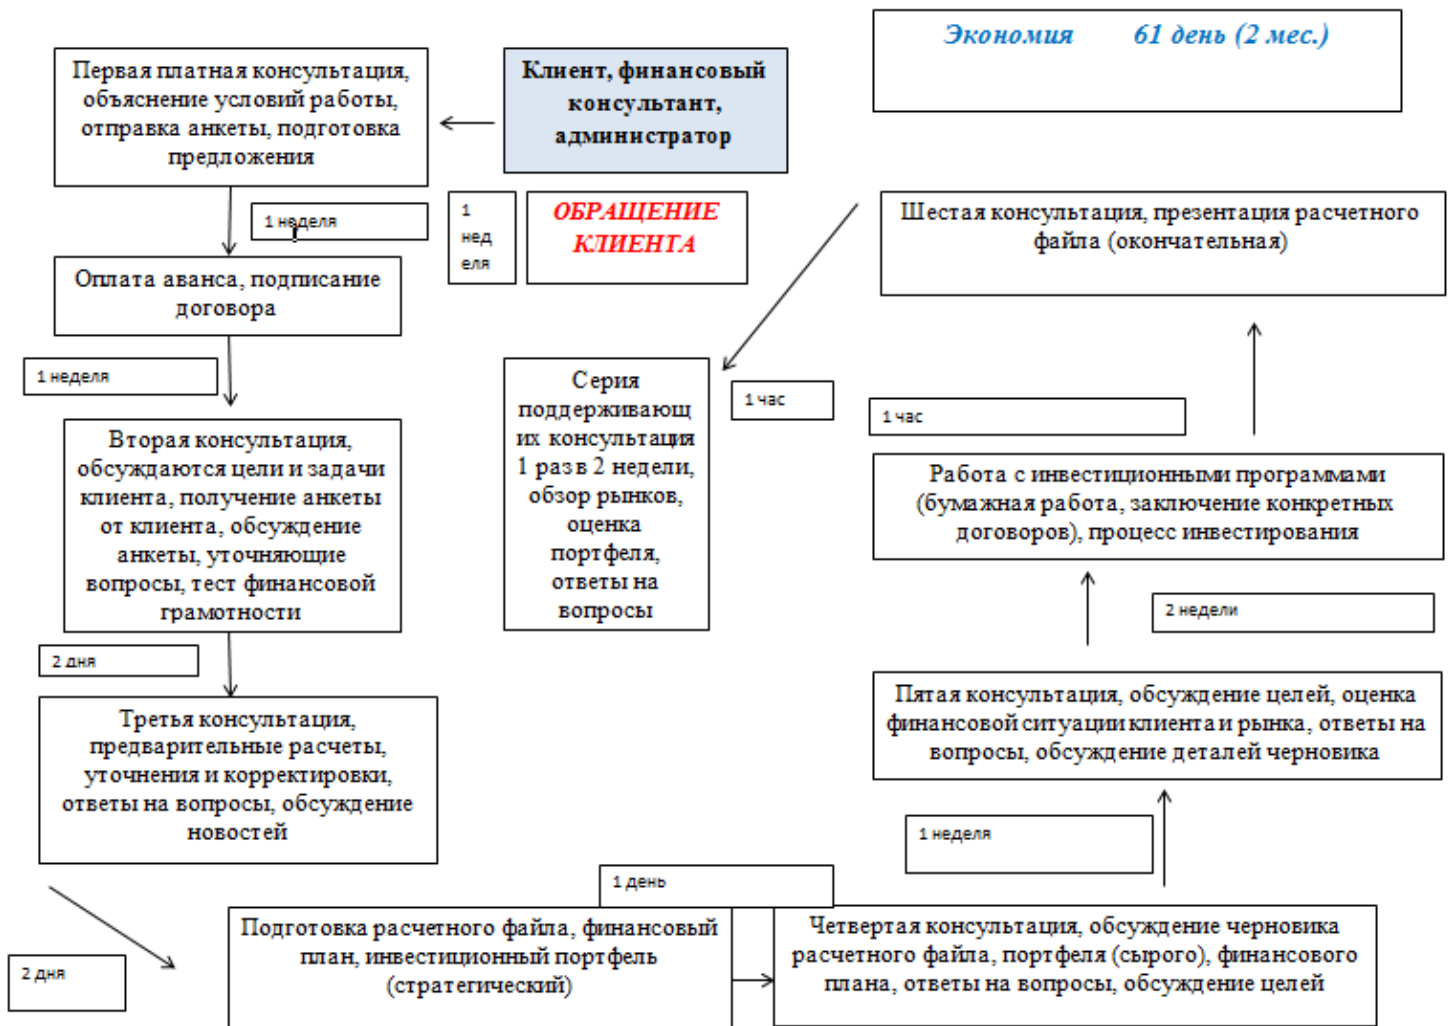 Экономия 61 день (2 мес.)
Клиент, финансовый
консультант,
администратор
ОБРАЩЕНИЕ
КЛИЕНТА
1
нед
еля
Первая платная консультация,
объяснение условий работы,
отправка анкеты, подготовка
предложения
1 неделя
Оплата аванса, подписание
договора
1 неделя
Вторая консультация,
обсуждаются цели и задачи
клиента, получение анкеты
от клиента, обсуждение
анкеты, уточняющие
вопросы, тест финансовой
грамотности
2 дня
Третья консультация,
предварительные расчеты,
уточнения и корректировки,
ответы на вопросы, обсуждение
новостей
2 дня
Подготовка расчетного файла, финансовый
план, инвестиционный портфель
(стратегический)
1 день
Четвертая консультация, обсуждение черновика
расчетного файла, портфеля (сырого), финансового
плана, ответы на вопросы, обсуждение целей
1 неделя
Пятая консультация, обсуждение целей, оценка
финансовой ситуации клиента и рынка, ответы на
вопросы, обсуждение деталей черновика
2 недели
Работа с инвестиционными программами
(бумажная работа, заключение конкретных
договоров), процесс инвестирования
1 час
Шестая консультация, презентация расчетного
файла (окончательная)
1 час
Серия
поддерживающ
их консультация
1 раз в 2 недели,
обзор рынков,
оценка
портфеля,
ответы на
вопросы